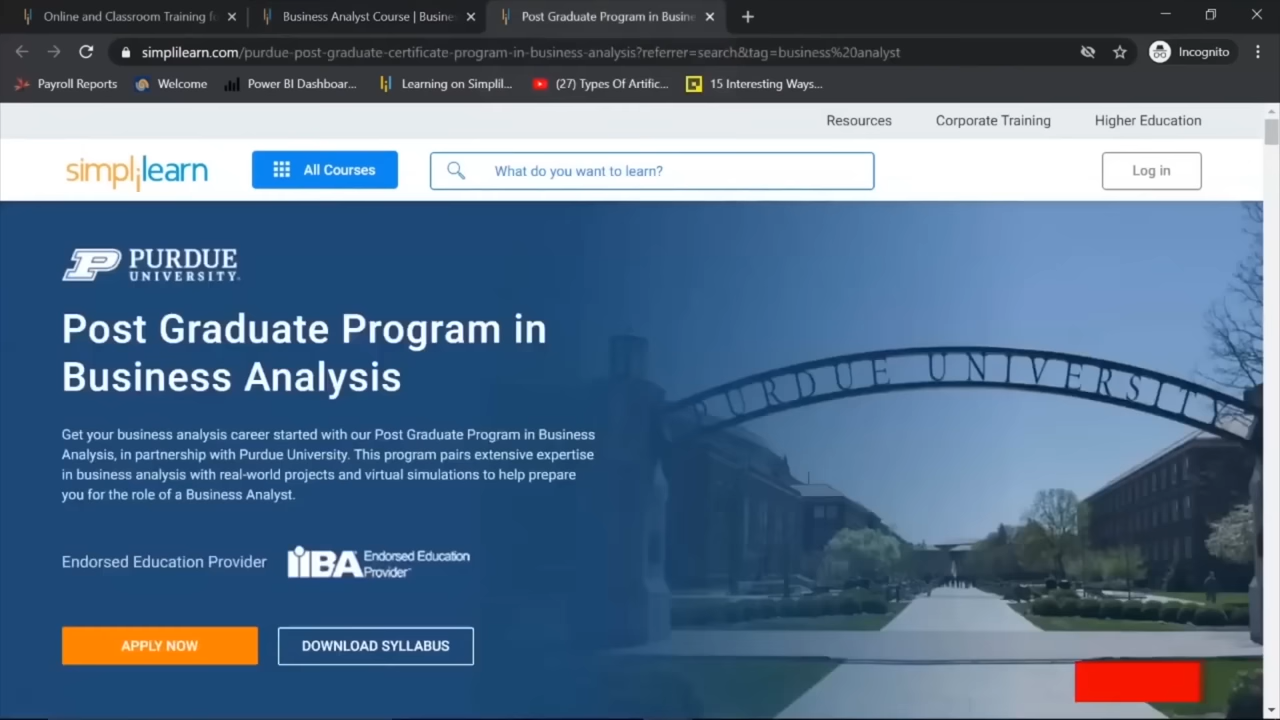 Online and Classroom Training f
Business Analyst Course | Busine
Post Graduate Program in Busine
simplilearn.com/purdue-post-graduate-certificate-program-in-business-analysis?referrer=search&tag=business%20analyst
Incognito
Payroll Reports
Welcome
Power BI Dashboar...
Learning on Simplil...
(27) Types Of Artific...
15 Interesting Ways...
Resources
Corporate Training
Higher Education
simplilearn
All Courses
What do you want to learn?
Log in
PURDUE
UNIVERSITY.
Post Graduate Program in
Business Analysis
PURDUE UNIVERSITY
Get your business analysis career started with our Post Graduate Program in Business
Analysis, in partnership with Purdue University. This program pairs extensive expertise
in business analysis with real-world projects and virtual simulations to help prepare
you for the role of a Business Analyst.
Endorsed Education Provider
IIBA Endorsed Education
Provider™
APPLY NOW
DOWNLOAD SYLLABUS